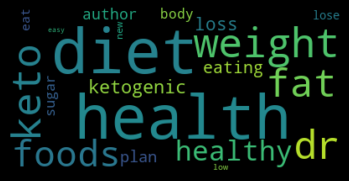 author body loss lose
eat new
easy diet weight
keto ketogenic eating fat
sugar health
foods plan healthy dr
low